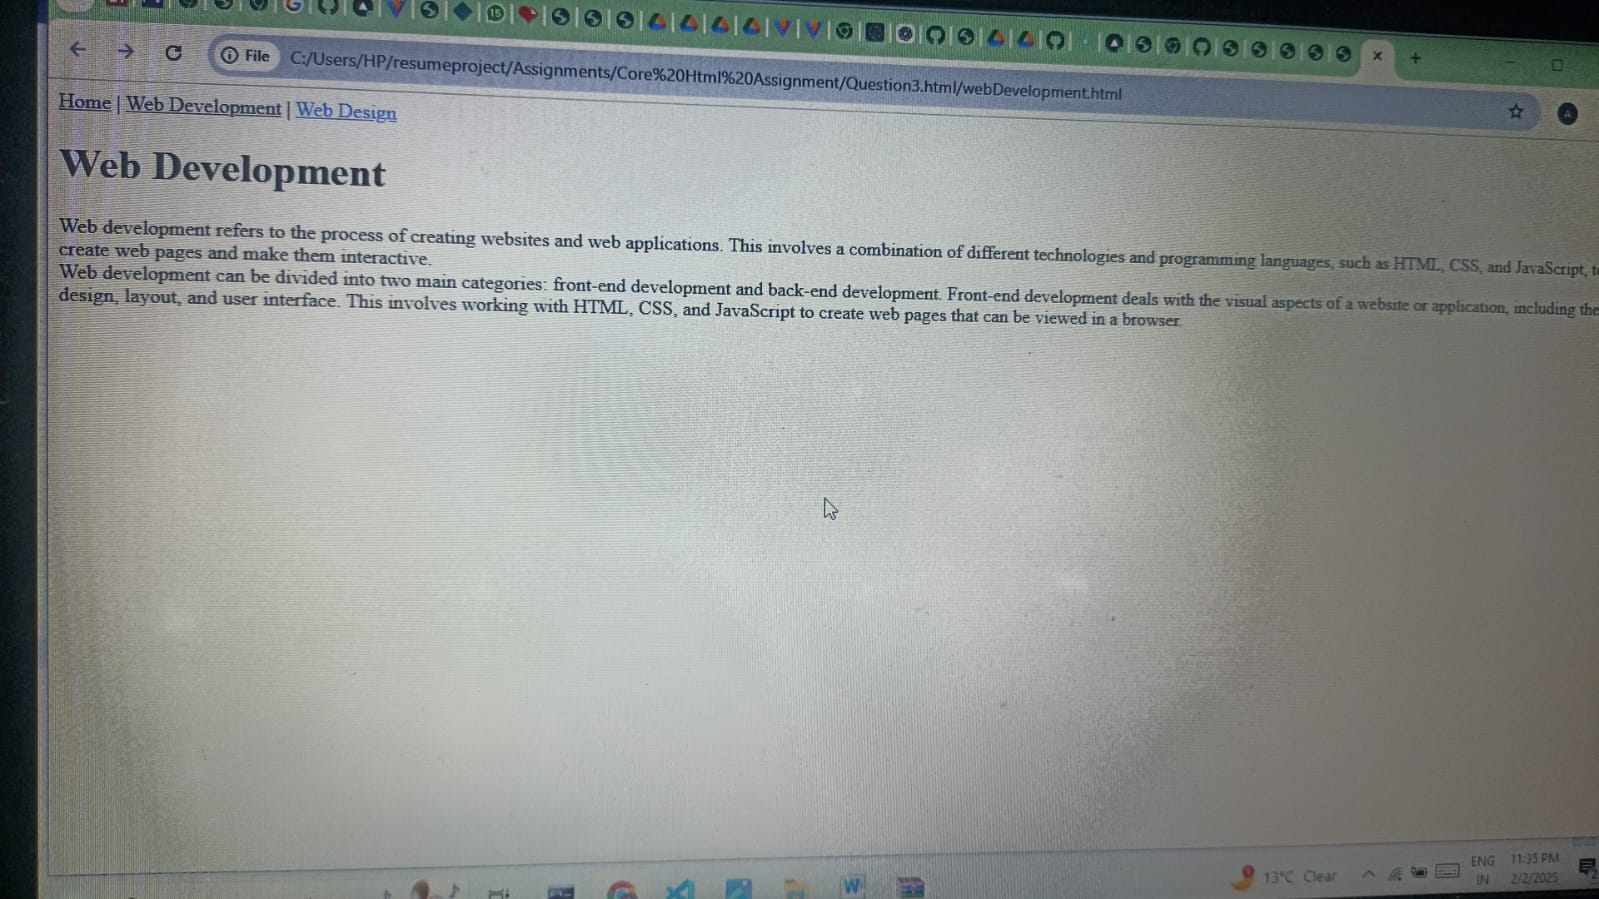 15
File C:/Users/HP/resumeproject/Assignments/Core%20Html%20Assignment/Question3.html/webDevelopment.html
Home | Web Development | Web Design
Web Development
Web development refers to the process of creating websites and web applications. This involves a combination of different technologies and programming languages, such as HTML, CSS, and JavaScript,
create web pages and make them interactive.
Web development can be divided into two main categories: front-end development and back-end development. Front-end development deals with the visual aspects of a website or application, including the
design, layout, and user interface. This involves working with HTML, CSS, and JavaScript to create web pages that can be viewed in a browser.
13°C Clear
ENG
IN
11:35 PM
2/2/2025